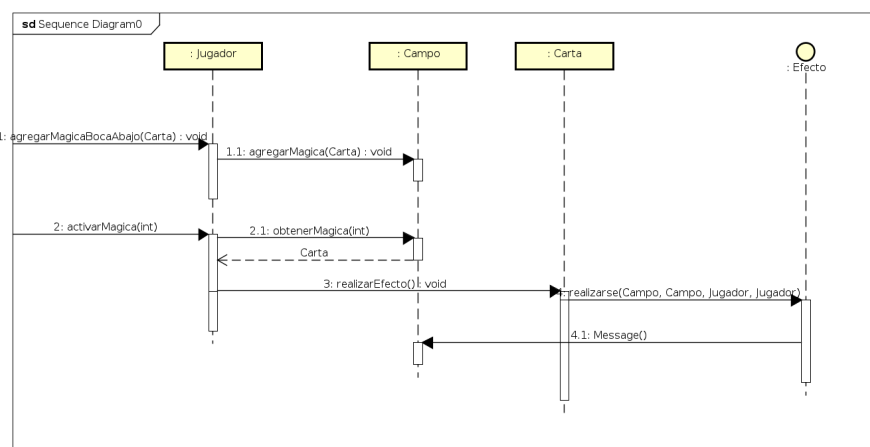 sd Sequence Diagram0
: Jugador
: Campo
: Carta
: Efecto
1: agregarMagicaBocaAbajo(Carta) : void
1.1: agregarMagica(Carta) : void
2: activarMagica(int)
2.1: obtenerMagica(int)
Carta
3: realizarEfecto() : void
4: realizarse(Campo, Campo, Jugador, Jugador)
4.1: Message()